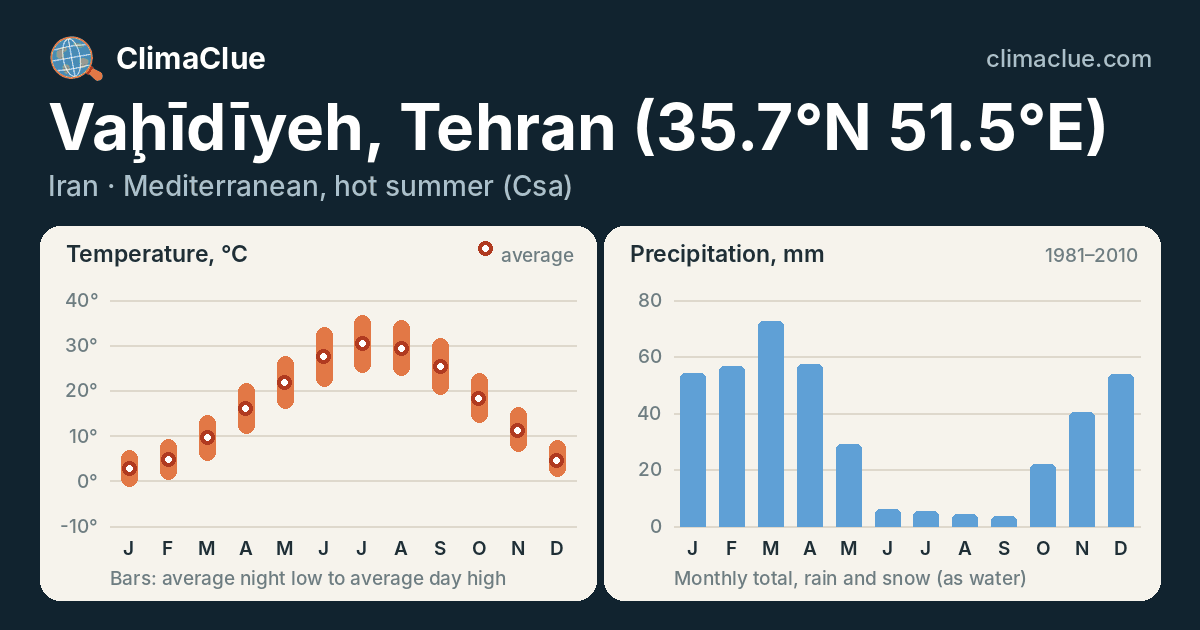 ClimaClue
climaclue.com
Vaḩīdīyeh, Tehran (35.7°N 51.5°E)
Iran · Mediterranean, hot summer (Csa)
Temperature, °C
average
40°
30°
20°
10°
0°
-10°
J F M A M J J A S O N D
Bars: average night low to average day high
Precipitation, mm
1981–2010
80
60
40
20
0
J F M A M J J A S O N D
Monthly total, rain and snow (as water)